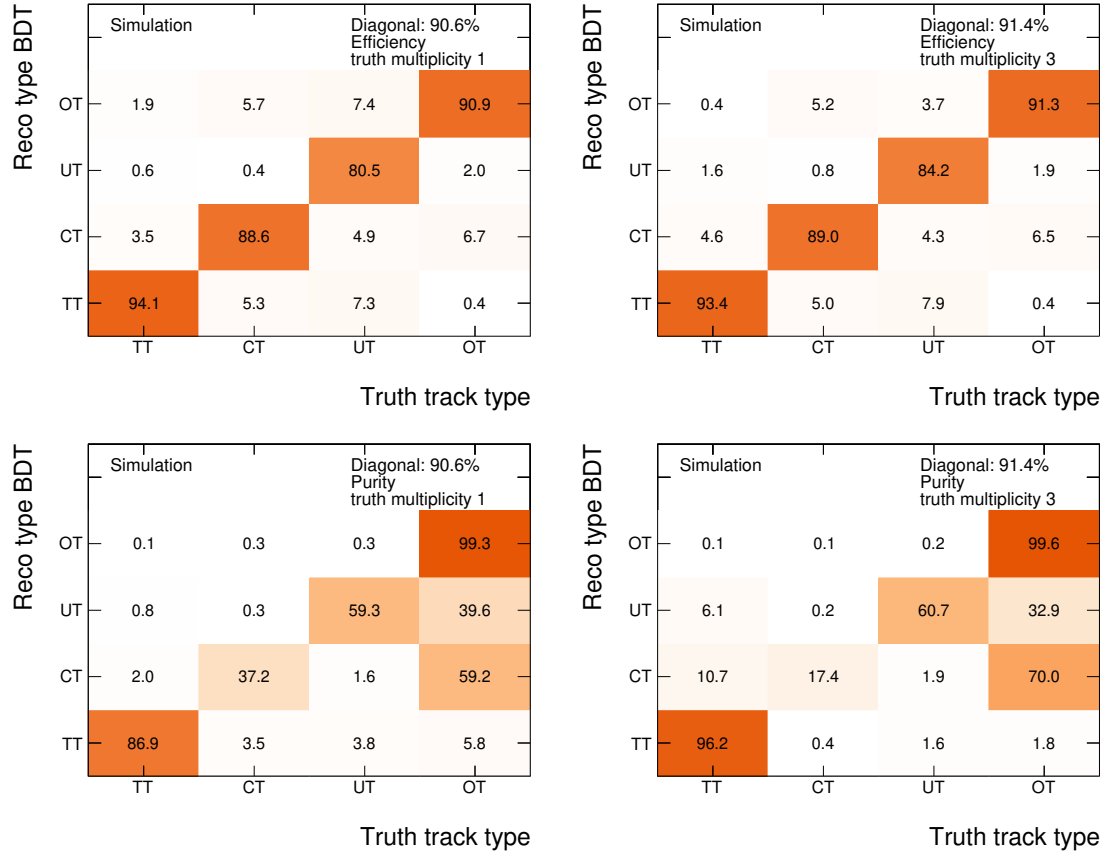 Simulation
Diagonal: 90.6%
Efficiency
truth multiplicity 1
Reco type BDT
OT 1.9 5.7 7.4 90.9
UT 0.6 0.4 80.5 2.0
CT 3.5 88.6 4.9 6.7
TT 94.1 5.3 7.3 0.4
TT CT UT OT
Truth track type
Simulation
Diagonal: 91.4%
Efficiency
truth multiplicity 3
Reco type BDT
OT 0.4 5.2 3.7 91.3
UT 1.6 0.8 84.2 1.9
CT 4.6 89.0 4.3 6.5
TT 93.4 5.0 7.9 0.4
TT CT UT OT
Truth track type
Simulation
Diagonal: 90.6%
Purity
truth multiplicity 1
Reco type BDT
OT 0.1 0.3 0.3 99.3
UT 0.8 0.3 59.3 39.6
CT 2.0 37.2 1.6 59.2
TT 86.9 3.5 3.8 5.8
TT CT UT OT
Truth track type
Simulation
Diagonal: 91.4%
Purity
truth multiplicity 3
Reco type BDT
OT 0.1 0.1 0.2 99.6
UT 6.1 0.2 60.7 32.9
CT 10.7 17.4 1.9 70.0
TT 96.2 0.4 1.6 1.8
TT CT UT OT
Truth track type